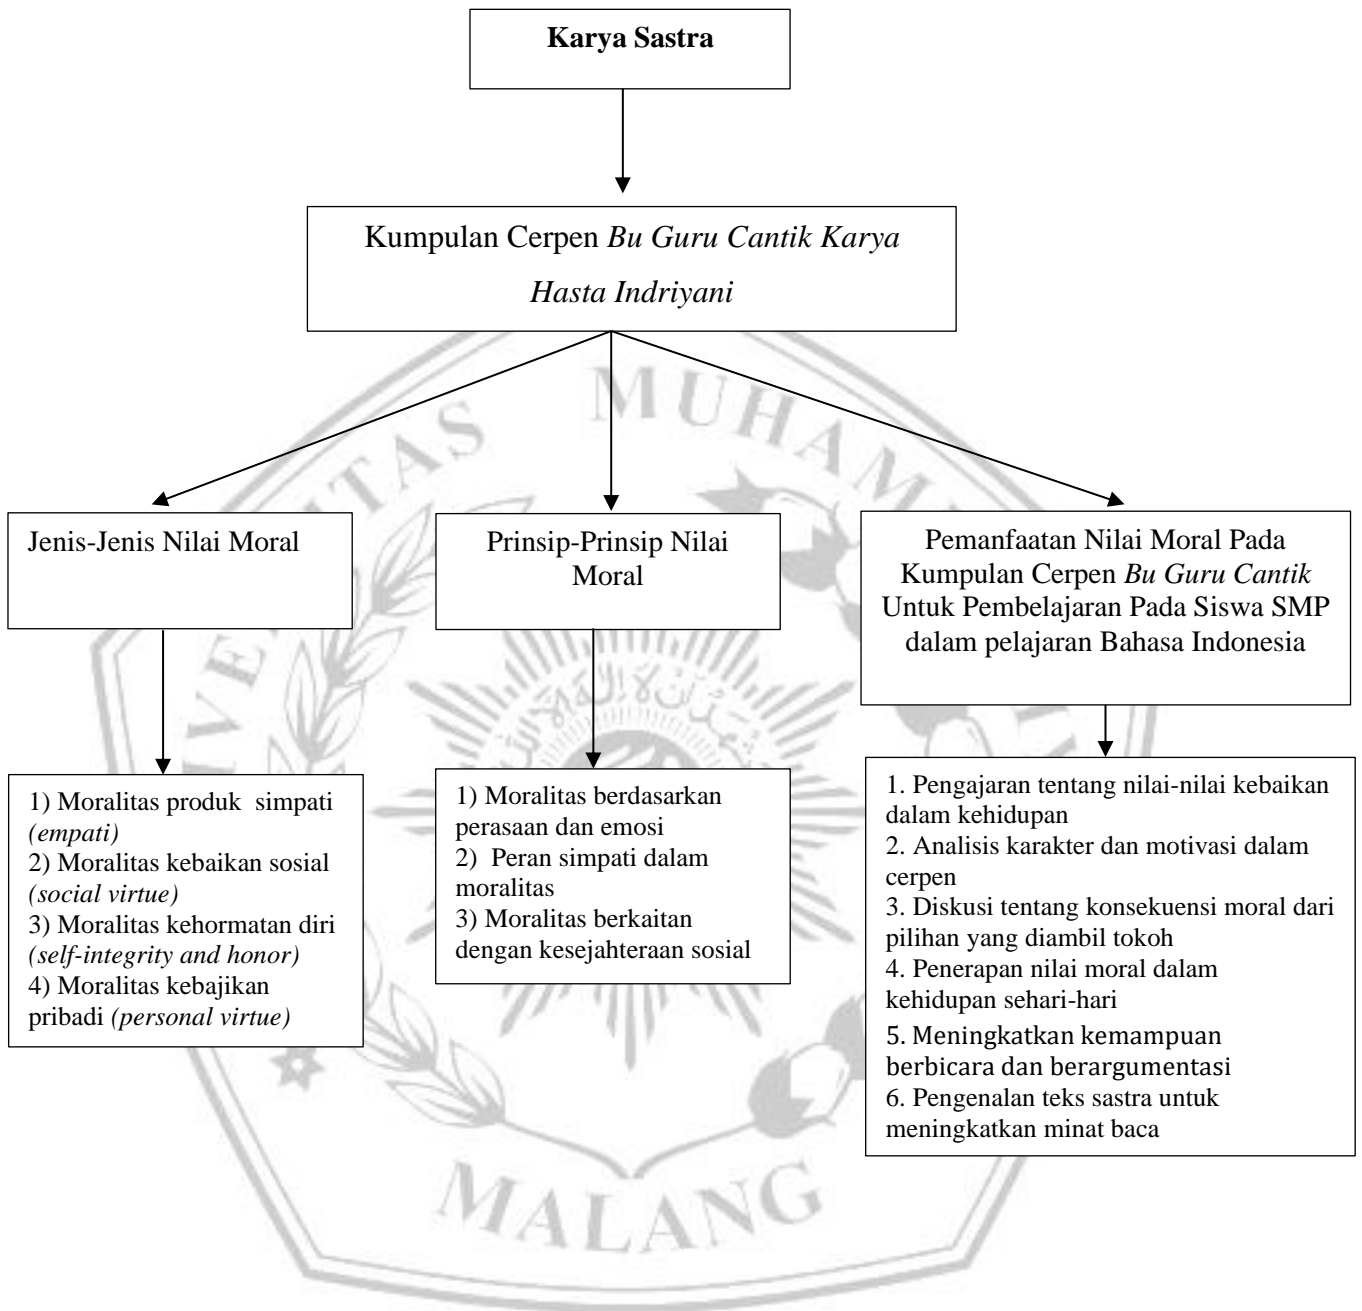 Karya Sastra
Kumpulan Cerpen Bu Guru Cantik Karya
Hasta Indriyani
Jenis-Jenis Nilai Moral
Prinsip-Prinsip Nilai
Moral
Pemanfaatan Nilai Moral Pada
Kumpulan Cerpen Bu Guru Cantik
Untuk Pembelajaran Pada Siswa SMP
dalam pelajaran Bahasa Indonesia
1) Moralitas produk simpati
(empati)
2) Moralitas kebaikan sosial
(social virtue)
3) Moralitas kehormatan diri
(self-integrity and honor)
4) Moralitas kebajikan
pribadi (personal virtue)
1) Moralitas berdasarkan
perasaan dan emosi
2) Peran simpati dalam
moralitas
3) Moralitas berkaitan
dengan kesejahteraan sosial
1. Pengajaran tentang nilai-nilai kebaikan
dalam kehidupan
2. Analisis karakter dan motivasi dalam
cerpen
3. Diskusi tentang konsekuensi moral dari
pilihan yang diambil tokoh
4. Penerapan nilai moral dalam
kehidupan sehari-hari
5. Meningkatkan kemampuan
berbicara dan berargumentasi
6. Pengenalan teks sastra untuk
meningkatkan minat baca
MALANG